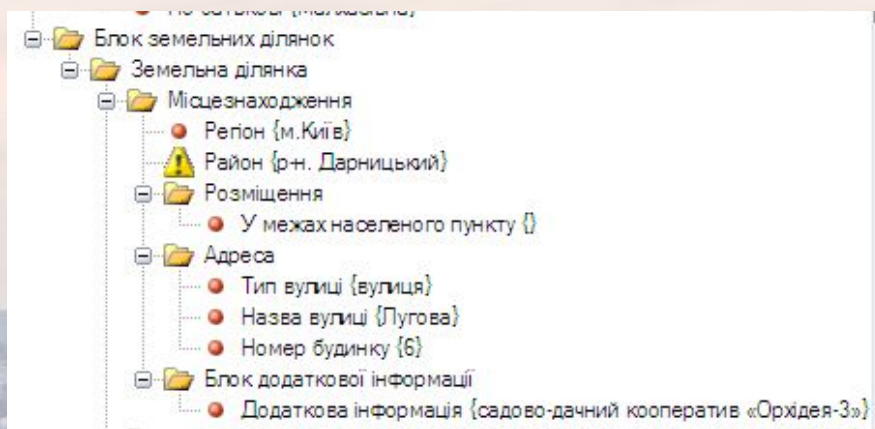 Блок земельних ділянок
Земельна ділянка
Місцезнаходження
Регіон {м.Київ}
Район {р-н. Дарницький}
Розміщення
У межах населеного пункту {}
Адреса
Тип вулиці {вулиця}
Назва вулиці {Лугова}
Номер будинку {6}
Блок додаткової інформації
Додаткова інформація {садово-дачний кооператив «Орхідея-3»}